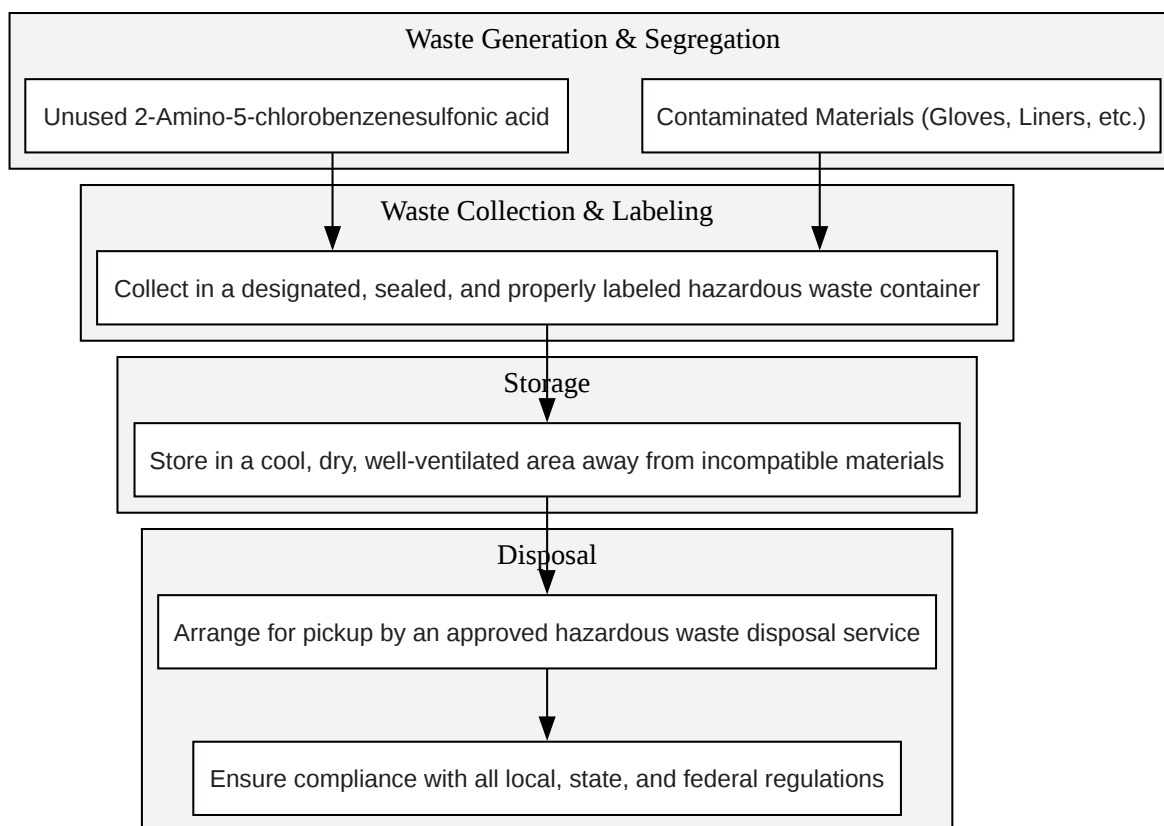 Waste Generation & Segregation
Unused 2-Amino-5-chlorobenzenesulfonic acid
Contaminated Materials (Gloves, Liners, etc.)
Waste Collection & Labeling
Collect in a designated, sealed, and properly labeled hazardous waste container
Storage
Store in a cool, dry, well-ventilated area away from incompatible materials
Disposal
Arrange for pickup by an approved hazardous waste disposal service
Ensure compliance with all local, state, and federal regulations